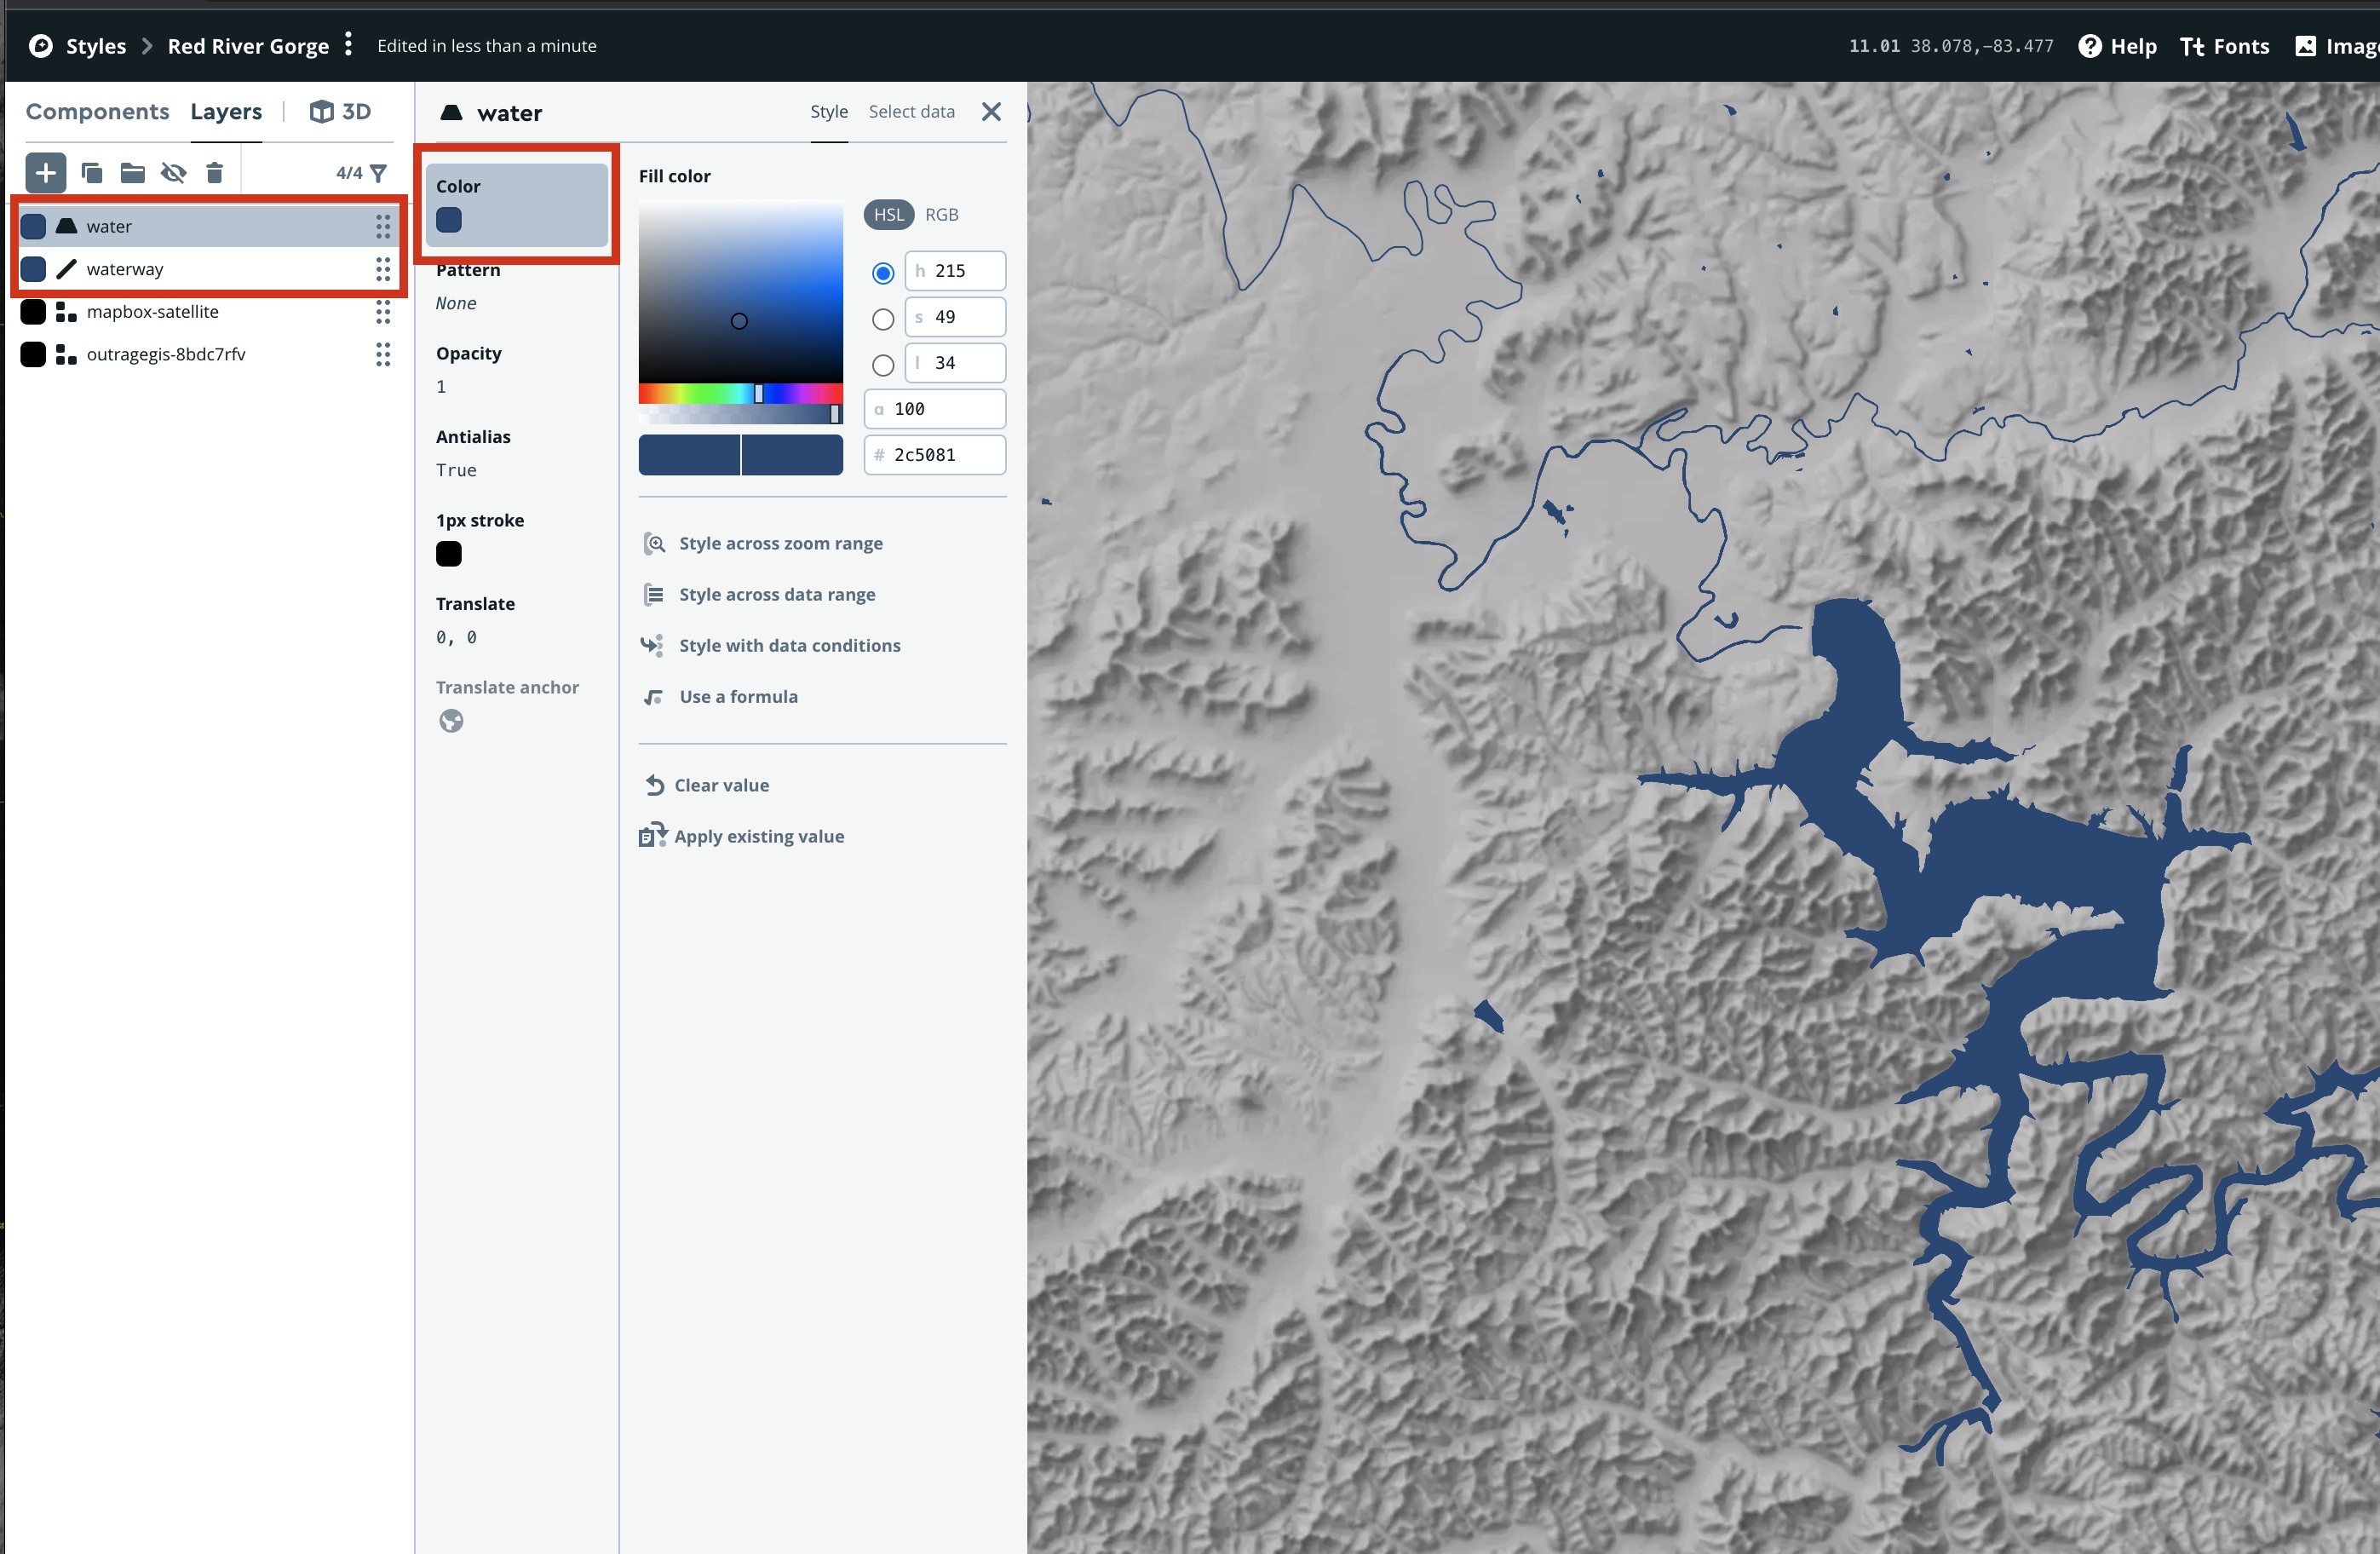 Styles Red River Gorge Edited in less than a minute 11.01 38.078,-83.477 Help Tt Fonts Imag
Components Layers 3D
4/4
water
waterway
mapbox-satellite
outragegis-8bdc7rfv
water Style Select data
Color
Pattern
None
Opacity
1
Antialias
True
1px stroke
Translate
0, 0
Translate anchor
Fill color
HSL RGB
h 215
s 49
l 34
a 100
# 2c5081
Style across zoom range
Style across data range
Style with data conditions
Use a formula
Clear value
Apply existing value